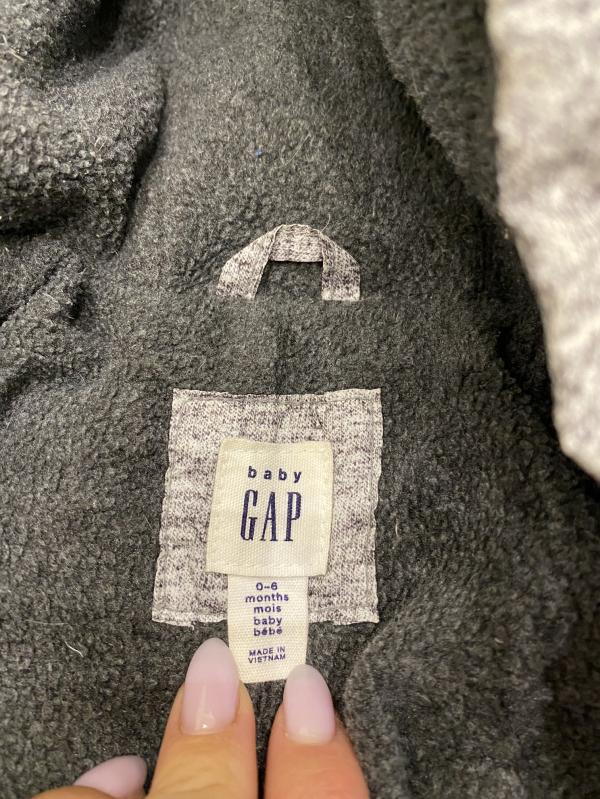 baby
GAP
0-6
months
mois
baby
bébé
MADE IN
VIETNAM